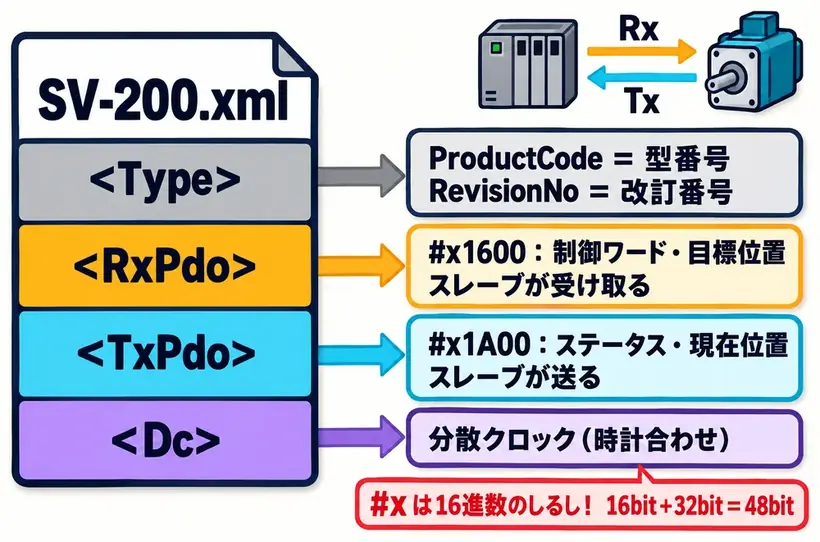 SV-200.xml
Rx
Tx
<Type>
ProductCode = 型番号
RevisionNo = 改訂番号
<RxPdo>
#x1600：制御ワード・目標位置
スレーブが受け取る
<TxPdo>
#x1A00：ステータス・現在位置
スレーブが送る
<Dc>
分散クロック（時計合わせ）
#xは16進数のしるし！ 16bit+32bit=48bit